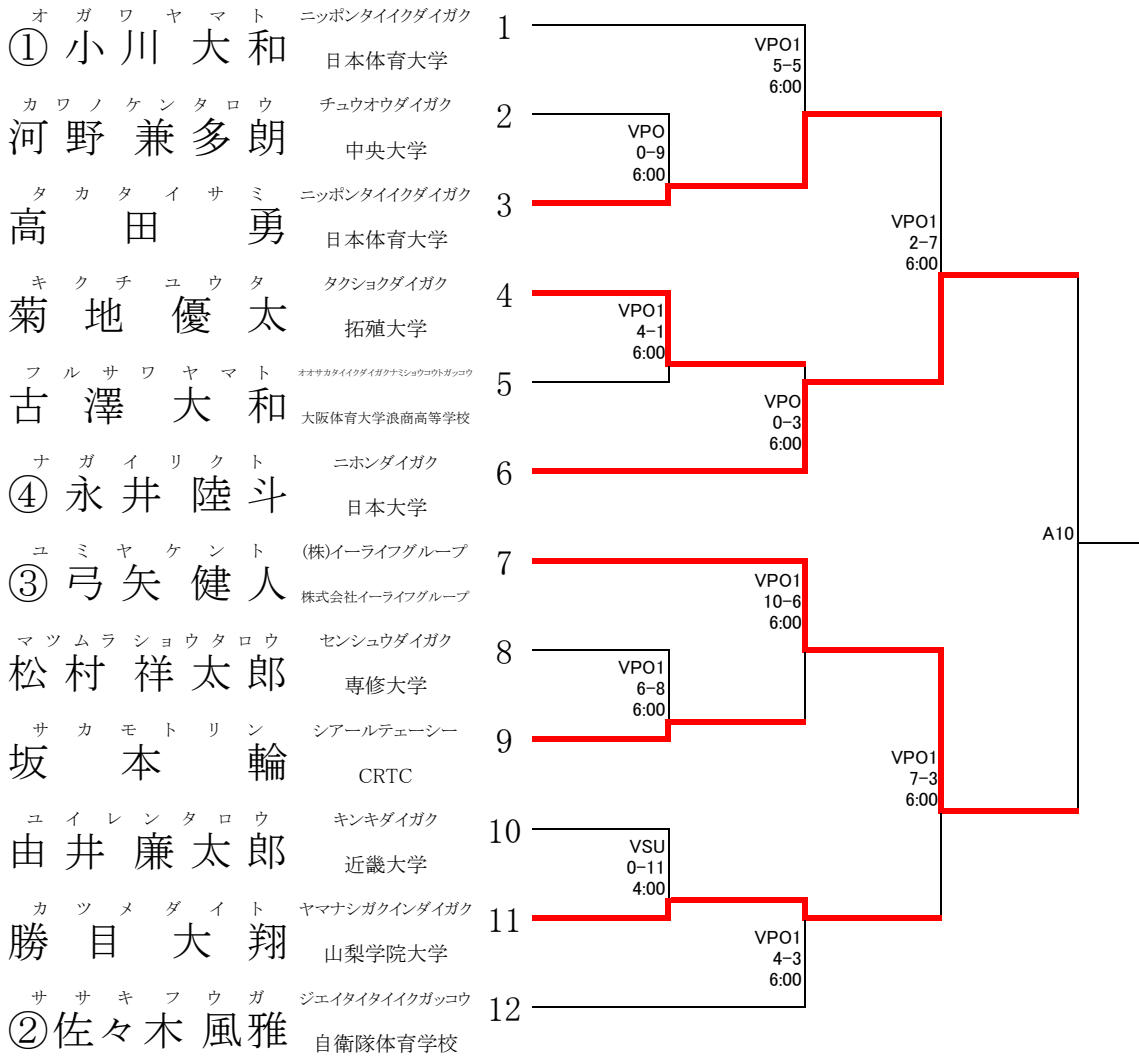 オ ガ ワ ヤ マ ト ニッポンタイイクダイガク
① 小 川 大 和 日本体育大学 1
カ ワ ノ ケ ン タ ロ ウ チュウオウダイガク
河 野 兼 多 朗 中央大学 2
タ カ タ イ サ ミ ニッポンタイイクダイガク
高 田 勇 日本体育大学 3
キ ク チ ユ ウ タ タクショクダイガク
菊 地 優 太 拓殖大学 4
フ ル サ ワ ヤ マ ト オオサカタイイクダイガクナミショウコウトガッコウ
古 澤 大 和 大阪体育大学浪商高等学校 5
ナ ガ イ リ ク ト ニホンダイガク
④ 永 井 陸 斗 日本大学 6
ユ ミ ヤ ケ ン ト (株)イーライフグループ
③ 弓 矢 健 人 株式会社イーライフグループ 7
マ ツ ム ラ シ ョ ウ タ ロ ウ センシュウダイガク
松 村 祥 太 郎 専修大学 8
サ カ モ ト リ ン シアールテェーシー
坂 本 輪 CRTC 9
ユ イ レ ン タ ロ ウ キンキダイガク
由 井 廉 太 郎 近畿大学 10
カ ツ メ ダ イ ト ヤマナシガクインダイガク
勝 目 大 翔 山梨学院大学 11
サ サ キ フ ウ ガ ジエイタイタイイクガッコウ
② 佐々木 風雅 自衛隊体育学校 12
VPO
0-9
6:00
VPO1
4-1
6:00
VPO1
6-8
6:00
VSU
0-11
4:00
VPO1
5-5
6:00
VPO
0-3
6:00
VPO1
10-6
6:00
VPO1
4-3
6:00
VPO1
2-7
6:00
VPO1
7-3
6:00
A10